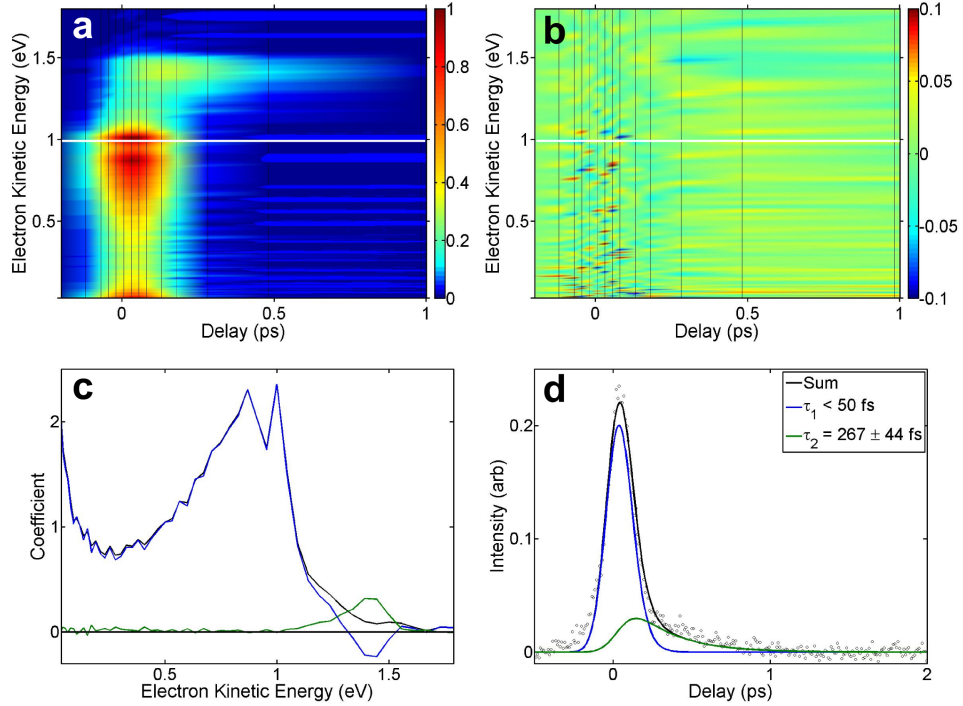 a
Electron Kinetic Energy (eV)
1.5
1
0.5
0
0.5
1
Delay (ps)
1
0.8
0.6
0.4
0.2
0
b
Electron Kinetic Energy (eV)
1.5
1
0.5
0
0.5
1
Delay (ps)
0.1
0.05
0
-0.05
-0.1
c
Coefficient
2
1
0
0.5
1
1.5
Electron Kinetic Energy (eV)
d
Intensity (arb)
0.2
0.1
0
0
1
2
Delay (ps)
Sum
τ1 < 50 fs
τ2 = 267 ± 44 fs